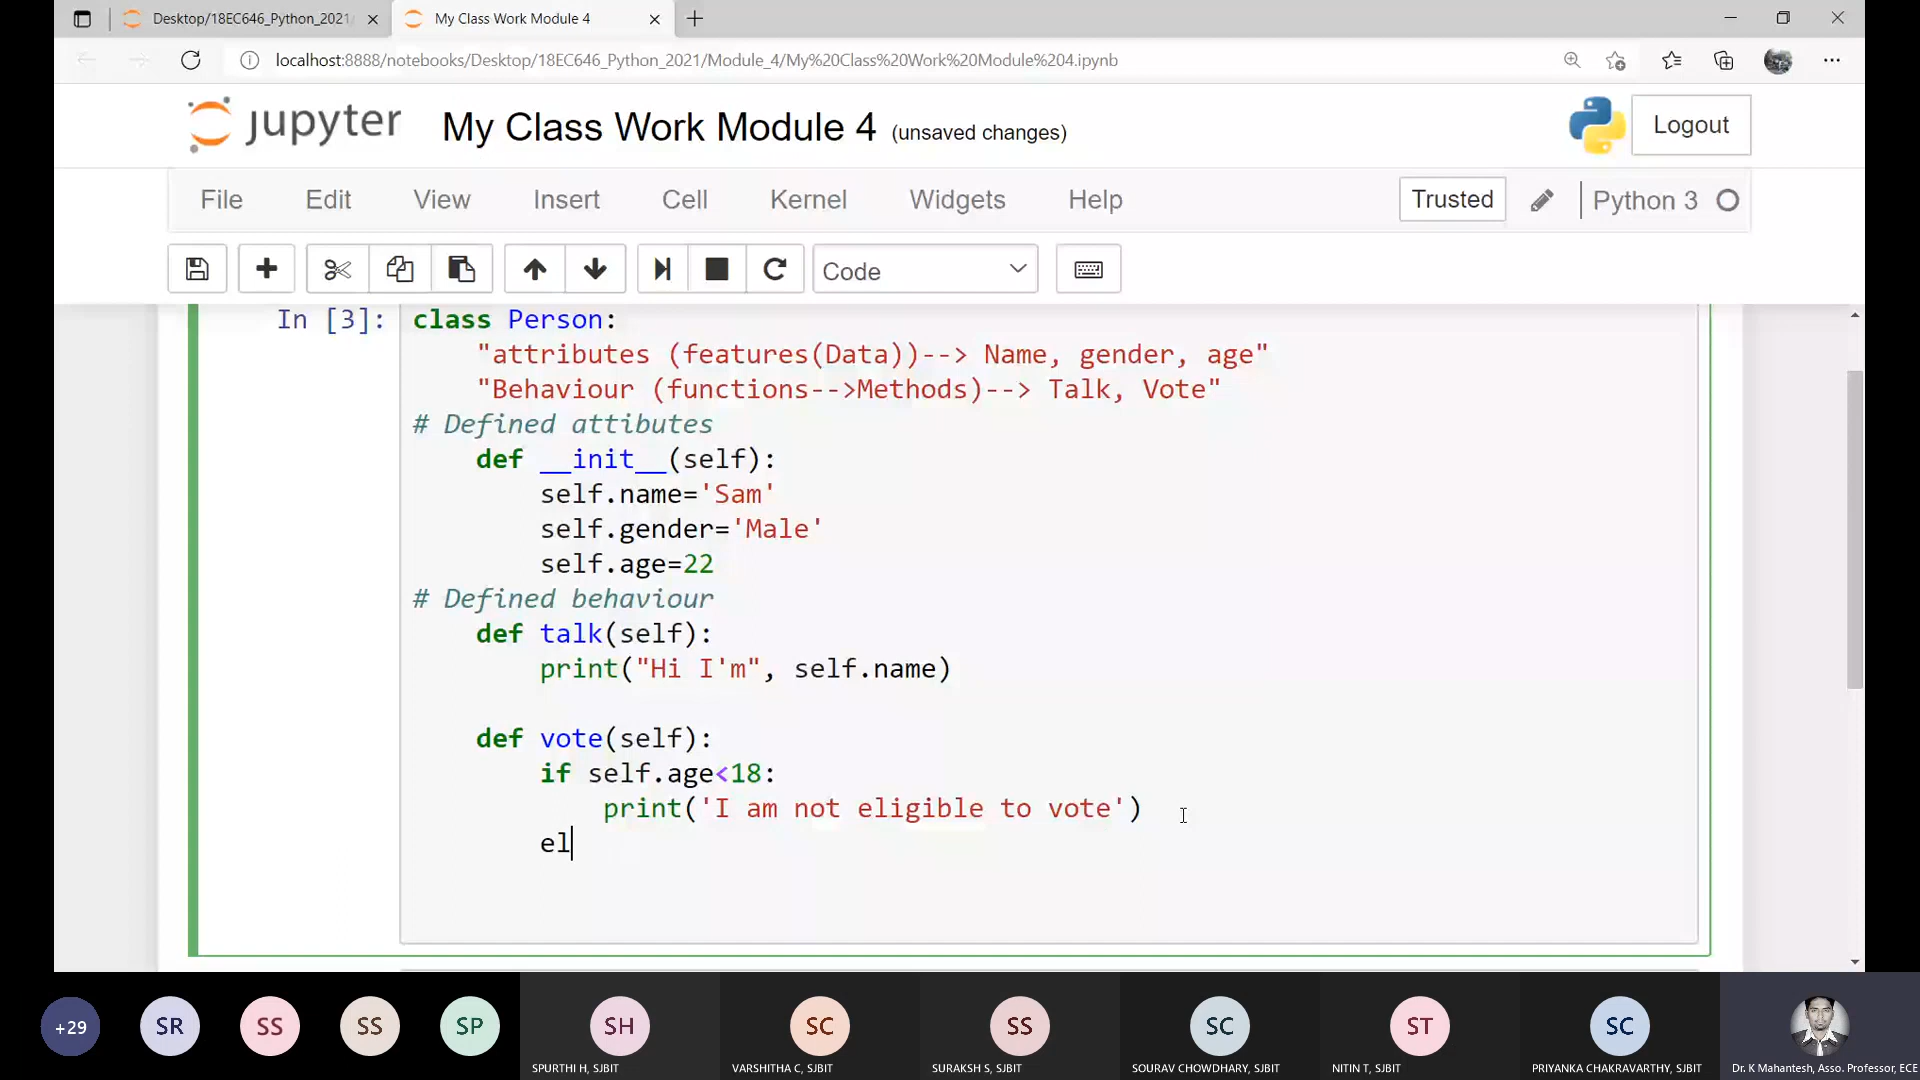 Desktop/18EC646_Python_2021/
My Class Work Module 4
localhost:8888/notebooks/Desktop/18EC646_Python_2021/Module_4/My%20Class%20Work%20Module%204.ipynb
jupyter
My Class Work Module 4 (unsaved changes)
Logout
File Edit View Insert Cell Kernel Widgets Help
Trusted
Python 3
Code
In [3]:
class Person:
    "attributes (features(Data))--> Name, gender, age"
    "Behaviour (functions-->Methods)--> Talk, Vote"
# Defined attibutes
    def __init__(self):
        self.name='Sam'
        self.gender='Male'
        self.age=22
# Defined behaviour
    def talk(self):
        print("Hi I'm", self.name)
    def vote(self):
        if self.age<18:
            print('I am not eligible to vote')
        el
+29 SR SS SS SP SH SC SS SC ST SC
SPURTHI H, SJBIT
VARSHITHA C, SJBIT
SURAKSH S, SJBIT
SOURAV CHOWDHARY, SJBIT
NITIN T, SJBIT
PRIYANKA CHAKRAVARTHY, SJBIT
Dr. K Mahantesh, Asso. Professor, ECE